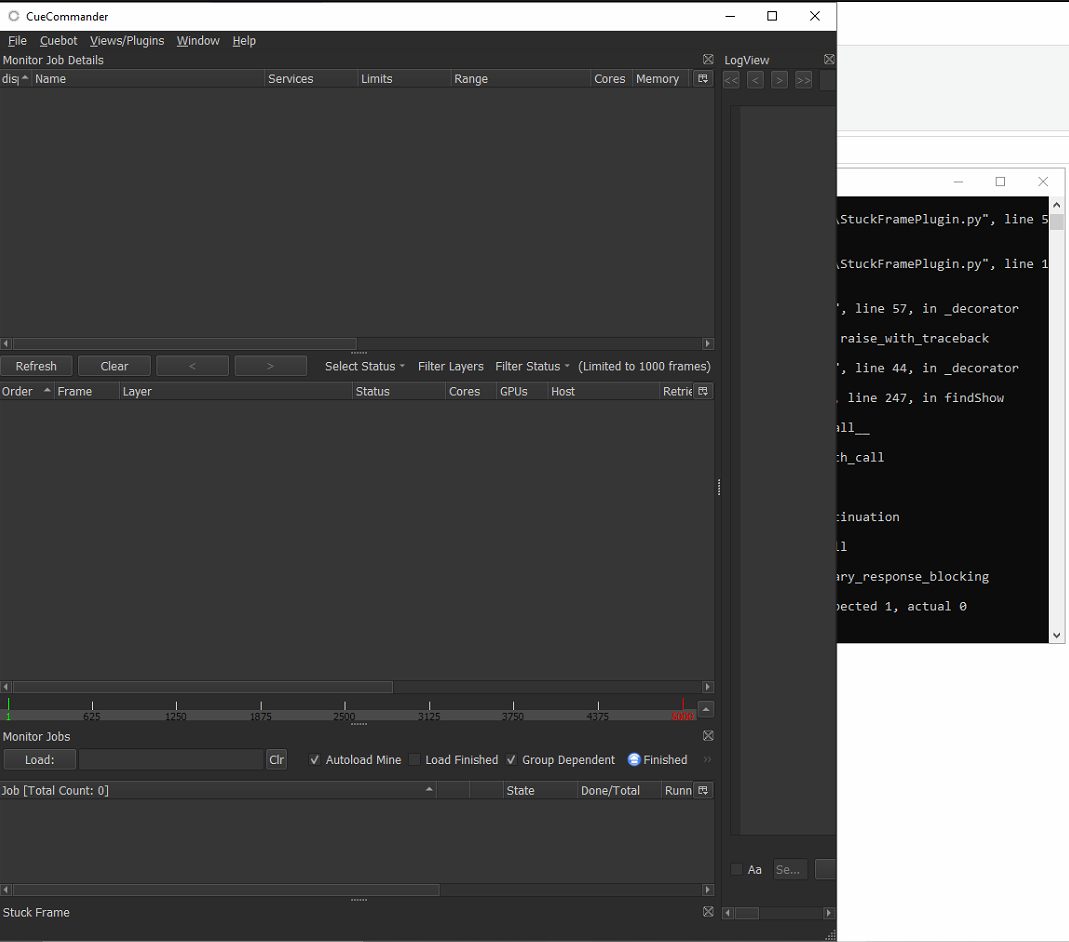 CueCommander
File Cuebot Views/Plugins Window Help
Monitor Job Details
Name Services Limits Range Cores Memory
Refresh Clear < > Select Status Filter Layers Filter Status (Limited to 1000 frames)
Order Frame Layer Status Cores GPUs Host Retrie
1 625 1250 1875 2500 3125 3750 4375 5000
Monitor Jobs
Load: Clr Autoload Mine Load Finished Group Dependent Finished >>
Job [Total Count: 0] State Done/Total Runn
Stuck Frame
LogView
<< < > >>
Aa Se...
\StuckFramePlugin.py", line 5
\StuckFramePlugin.py", line 1
", line 57, in _decorator
raise_with_traceback
", line 44, in _decorator
, line 247, in findShow
all__
th_call
tinuation
ll
ary_response_blocking
pected 1, actual 0